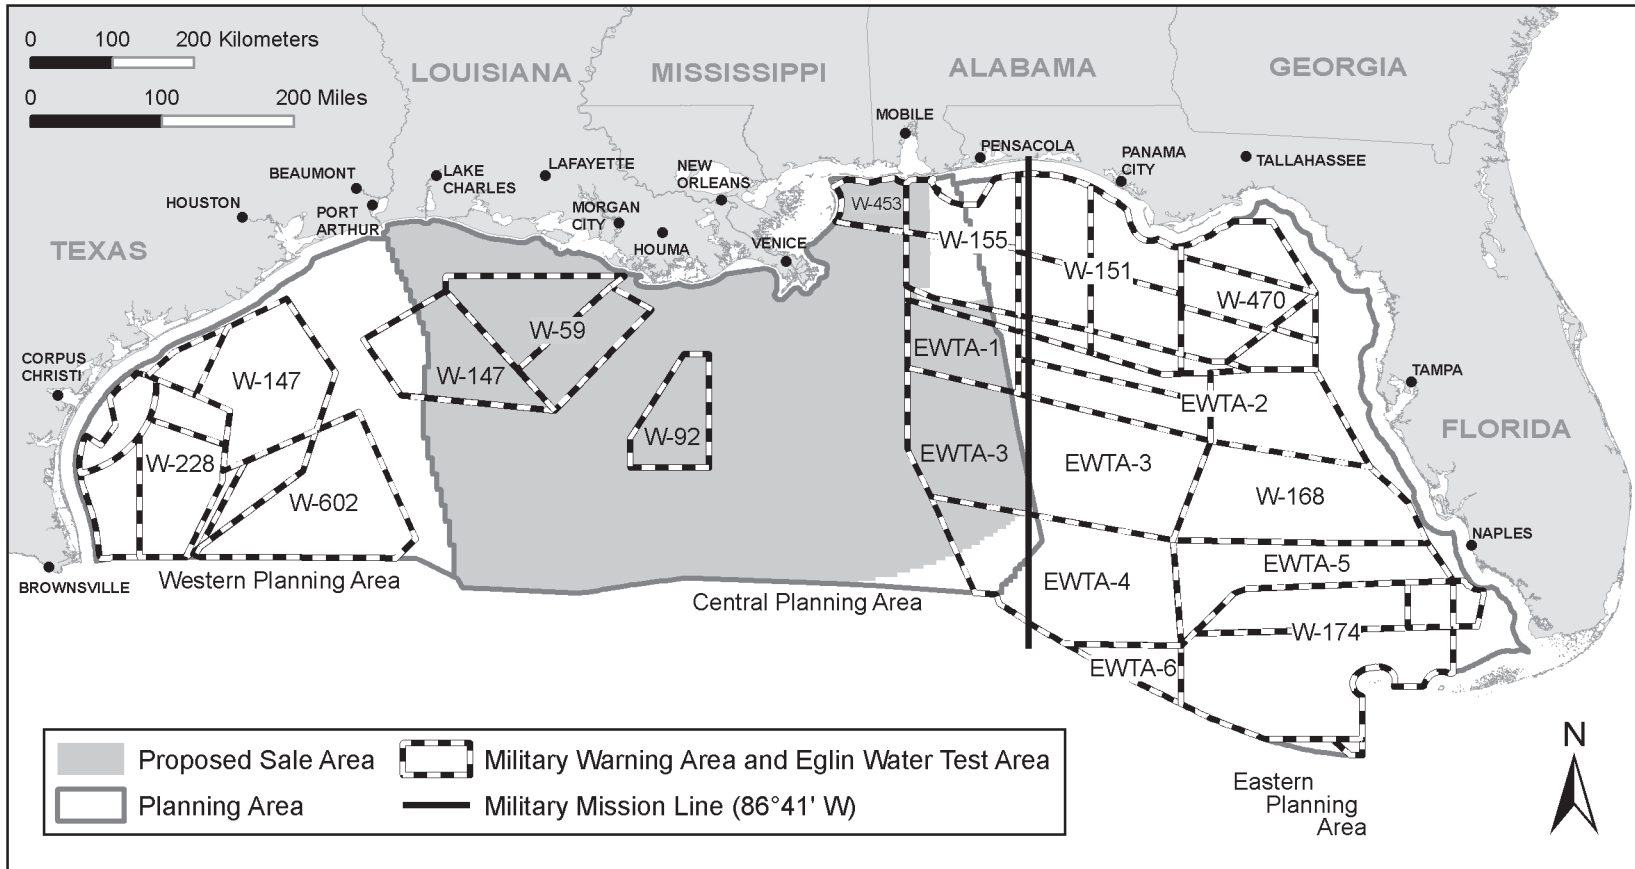 0 100 200 Kilometers
0 100 200 Miles
LOUISIANA
MISSISSIPPI
ALABAMA
GEORGIA
TEXAS
FLORIDA
MOBILE
PENSACOLA
PANAMA
CITY
TALLAHASSEE
BEAUMONT
LAKE
CHARLES
LAFAYETTE
NEW
ORLEANS
HOUSTON
PORT
ARTHUR
MORGAN
CITY
HOUMA
VENICE
CORPUS
CHRISTI
TAMPA
NAPLES
BROWNSVILLE
W-453
W-155
W-151
W-470
W-59
W-147
W-147
W-92
W-228
W-602
EWTA-1
EWTA-2
EWTA-3
EWTA-3
W-168
EWTA-5
EWTA-4
W-174
EWTA-6
Western Planning Area
Central Planning Area
Eastern
Planning
Area
Proposed Sale Area
Planning Area
Military Warning Area and Eglin Water Test Area
Military Mission Line (86°41' W)
N